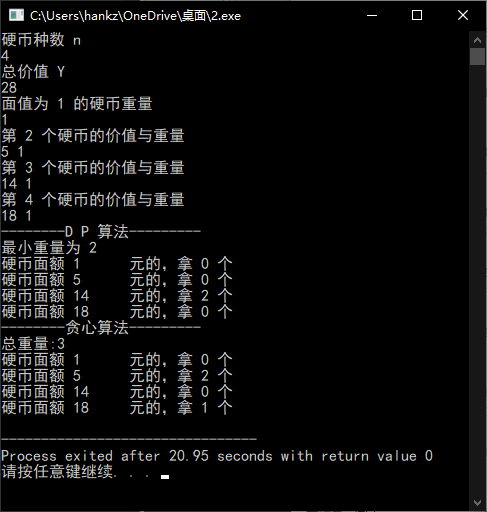 C:\Users\hankz\OneDrive\桌面\2.exe
硬币种数 n
4
总价值 Y
28
面值为 1 的硬币重量
1
第 2 个硬币的价值与重量
5 1
第 3 个硬币的价值与重量
14 1
第 4 个硬币的价值与重量
18 1
--------D P 算法---------
最小重量为 2
硬币面额 1 元的，拿 0 个
硬币面额 5 元的，拿 0 个
硬币面额 14 元的，拿 2 个
硬币面额 18 元的，拿 0 个
--------贪心算法---------
总重量:3
硬币面额 1 元的，拿 0 个
硬币面额 5 元的，拿 2 个
硬币面额 14 元的，拿 0 个
硬币面额 18 元的，拿 1 个
--------------------------------
Process exited after 20.95 seconds with return value 0
请按任意键继续. . .